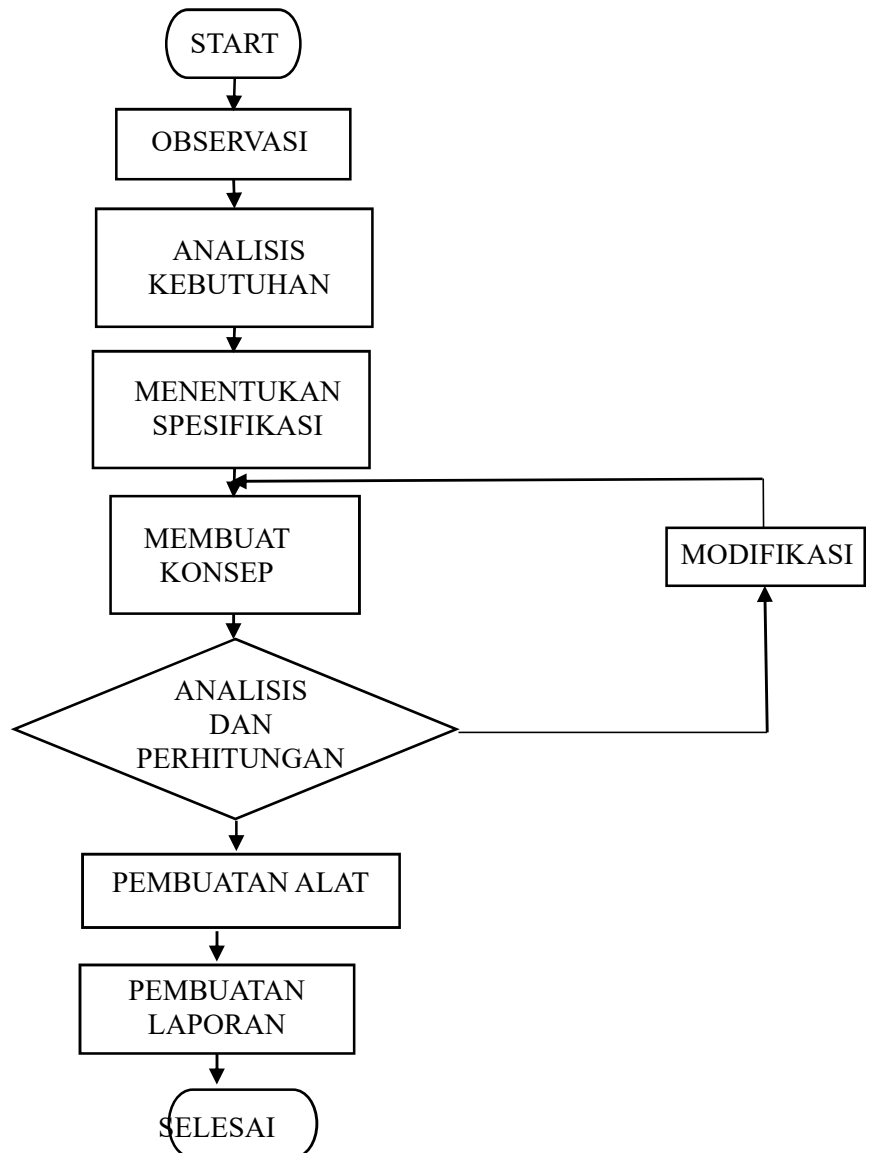 START
OBSERVASI
ANALISIS
KEBUTUHAN
MENENTUKAN
SPESIFIKASI
MEMBUAT
KONSEP
MODIFIKASI
ANALISIS
DAN
PERHITUNGAN
PEMBUATAN ALAT
PEMBUATAN
LAPORAN
SELESAI